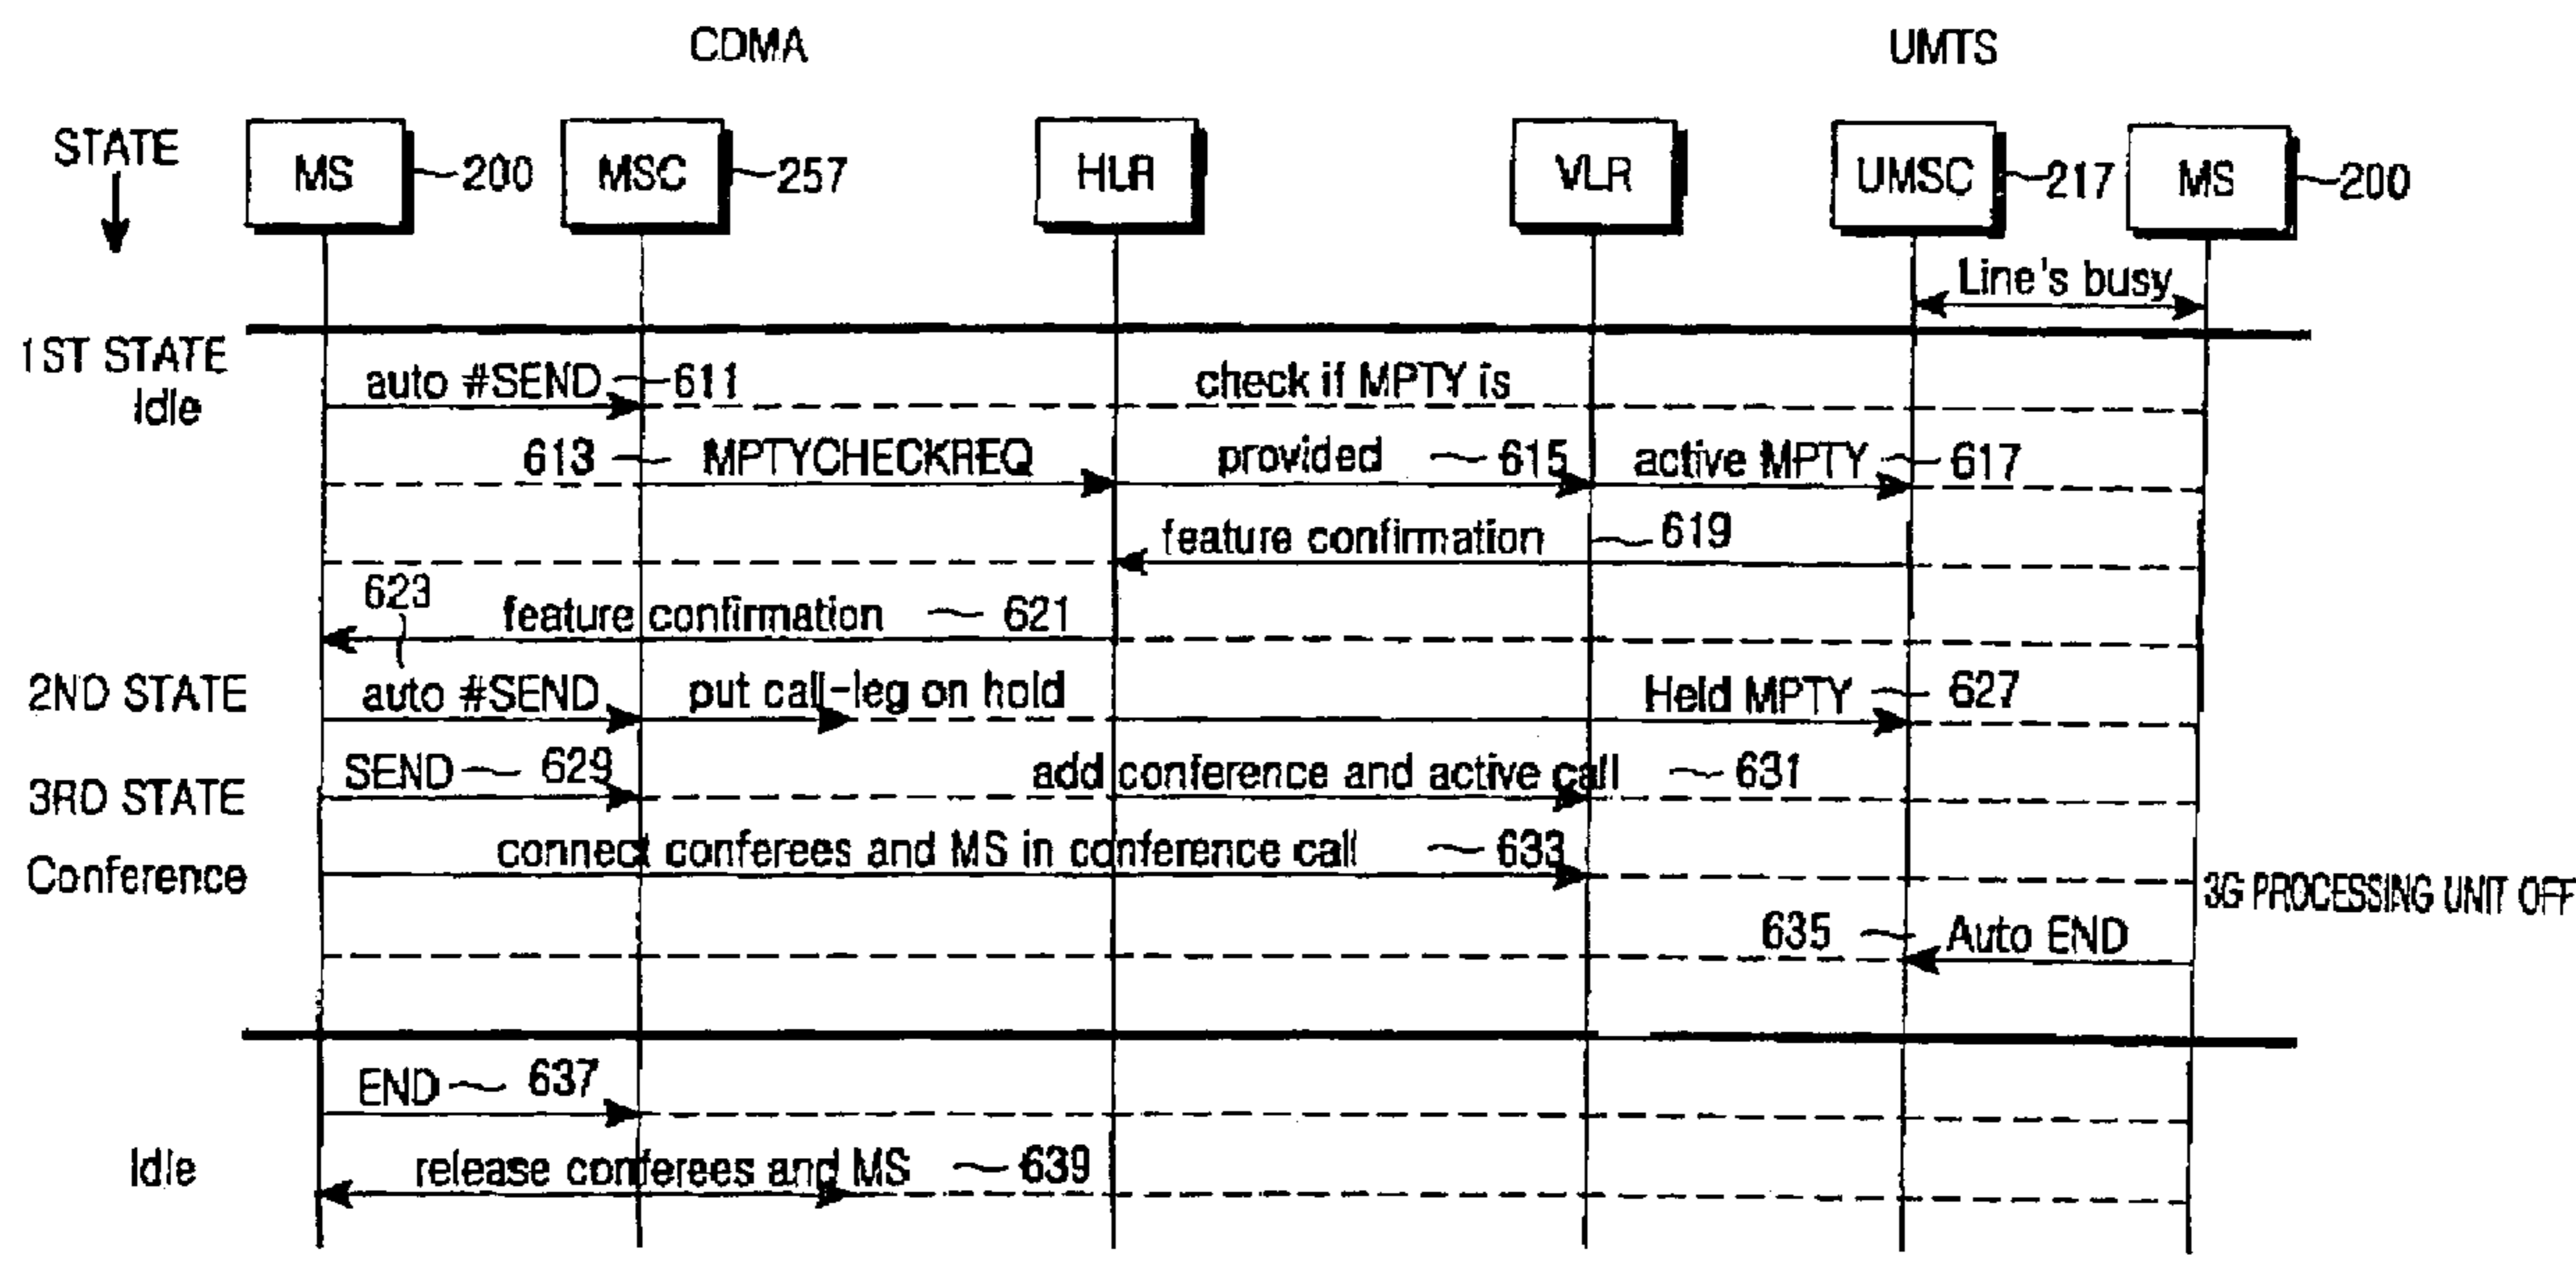 CDMA UMTS
STATE MS 200 MSC 257 HLR VLR UMSC 217 MS 200
Line's busy
1ST STATE
Idle auto #SEND 611 check if MPTY is
613 MPTYCHECKREQ provided 615 active MPTY 617
feature confirmation 619
623 feature confirmation 621
2ND STATE auto #SEND put call-leg on hold Held MPTY 627
3RD STATE SEND 629 add conference and active call 631
Conference connect conferees and MS in conference call 633
3G PROCESSING UNIT OFF
635 Auto END
END 637
Idle release conferees and MS 639